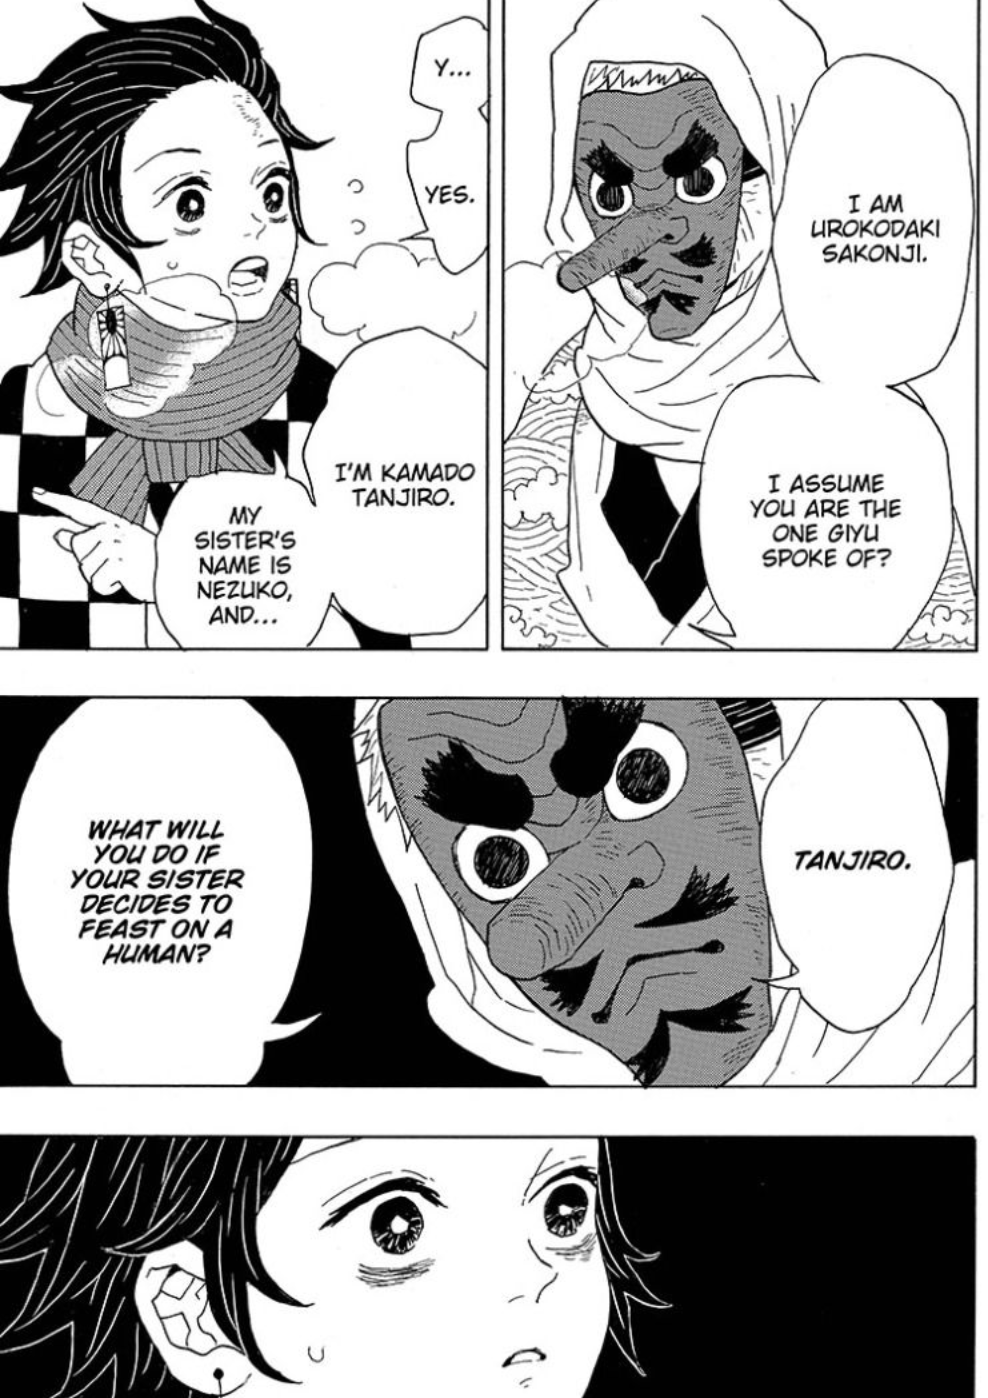 I AM
UROKODAKI
SAKONJI.
I ASSUME
YOU ARE THE
ONE GIYU
SPOKE OF?
Y...
YES.
I'M KAMADO
TANJIRO.
MY
SISTER'S
NAME IS
NEZUKO,
AND...
TANJIRO.
WHAT WILL
YOU DO IF
YOUR SISTER
DECIDES TO
FEAST ON A
HUMAN?